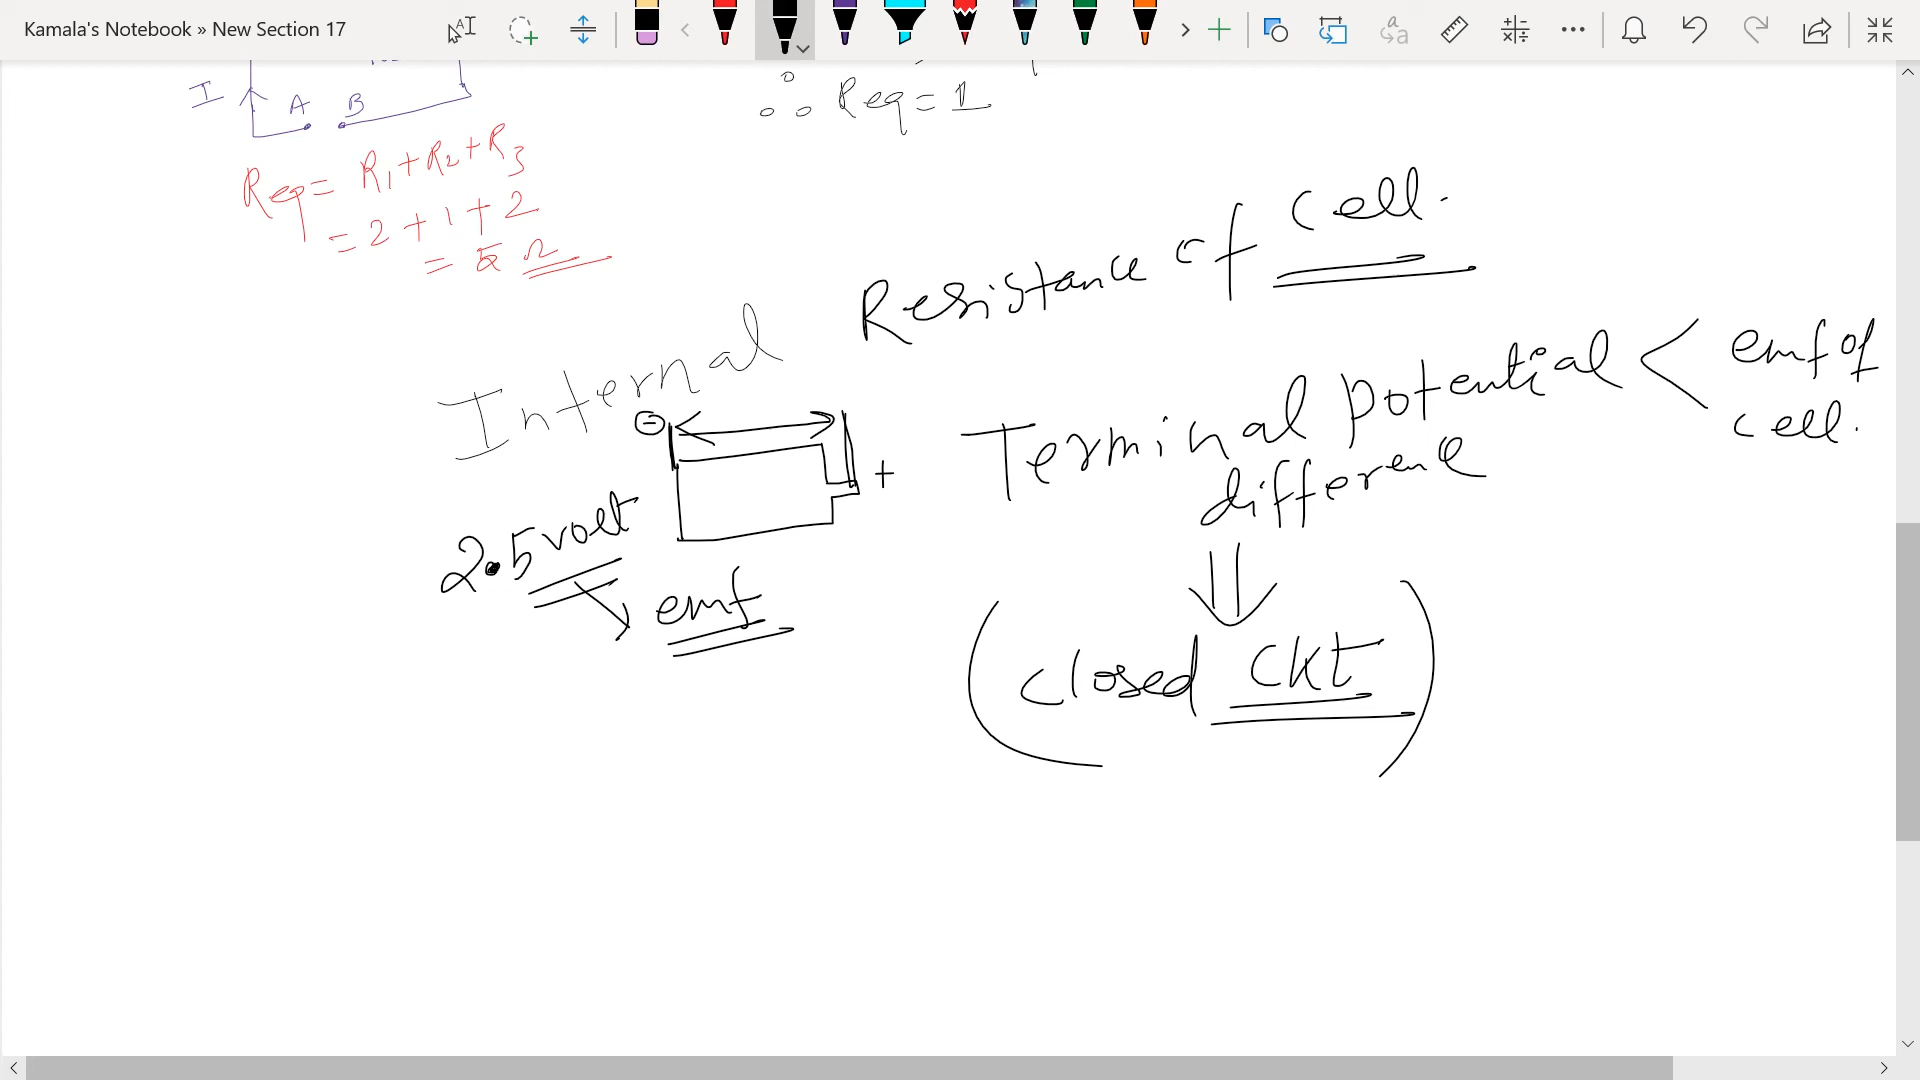 Kamala's Notebook » New Section 17
I
A B
Req = R1 + R2 + R3
= 2 + 1 + 2
= 5 Ω
∴ Req = 1
Internal Resistance of Cell.
⊖
+
2.5 volt
emf
Terminal potential < emf of
difference cell.
(closed CKT)